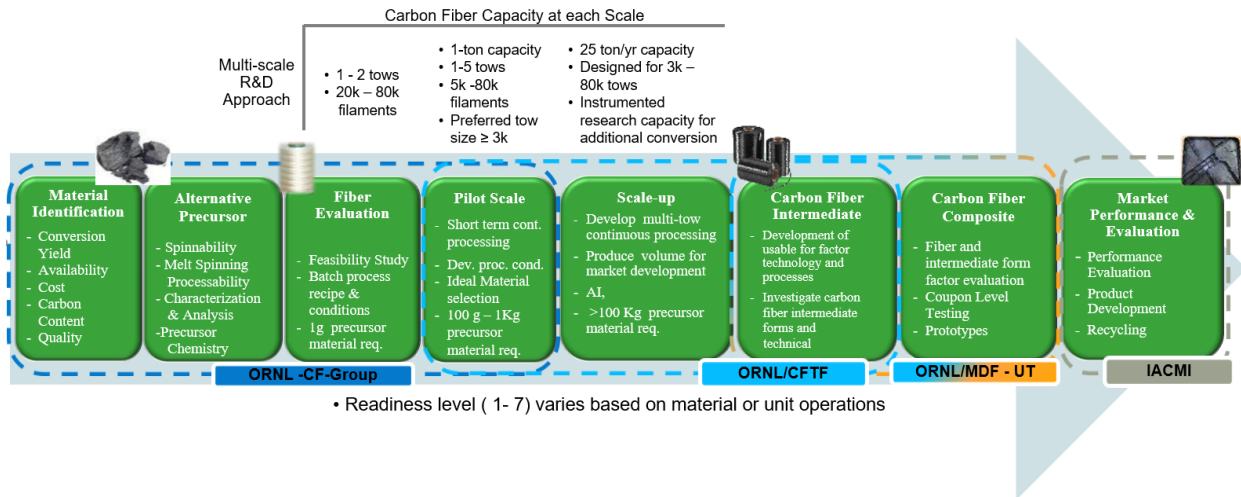 Carbon Fiber Capacity at each Scale
Multi-scale
R&D
Approach
• 1 - 2 tows
• 20k – 80k
filaments
• 1-ton capacity
• 1-5 tows
• 5k -80k
filaments
• Preferred tow
size ≥ 3k
• 25 ton/yr capacity
• Designed for 3k –
80k tows
• Instrumented
research capacity for
additional conversion
Material
Identification
- Conversion
Yield
- Availability
- Cost
- Carbon
Content
- Quality
Alternative
Precursor
- Spinnability
- Melt Spinning
Processability
- Characterization
& Analysis
-Precursor
Chemistry
Fiber
Evaluation
- Feasibility Study
- Batch process
recipe &
conditions
- 1g precursor
material req.
Pilot Scale
- Short term cont.
processing
- Dev. proc. cond.
- Ideal Material
selection
- 100 g – 1Kg
precursor
material req.
Scale-up
- Develop multi-tow
continuous processing
- Produce volume for
market development
- AI,
- >100 Kg precursor
material req.
Carbon Fiber
Intermediate
- Development of
usable for factor
technology and
processes
- Investigate carbon
fiber intermediate
forms and
technical
Carbon Fiber
Composite
- Fiber and
intermediate form
factor evaluation
- Coupon Level
Testing
- Prototypes
Market
Performance &
Evaluation
- Performance
Evaluation
- Product
Development
- Recycling
ORNL -CF-Group
ORNL/CFTF
ORNL/MDF - UT
IACMI
• Readiness level ( 1- 7) varies based on material or unit operations